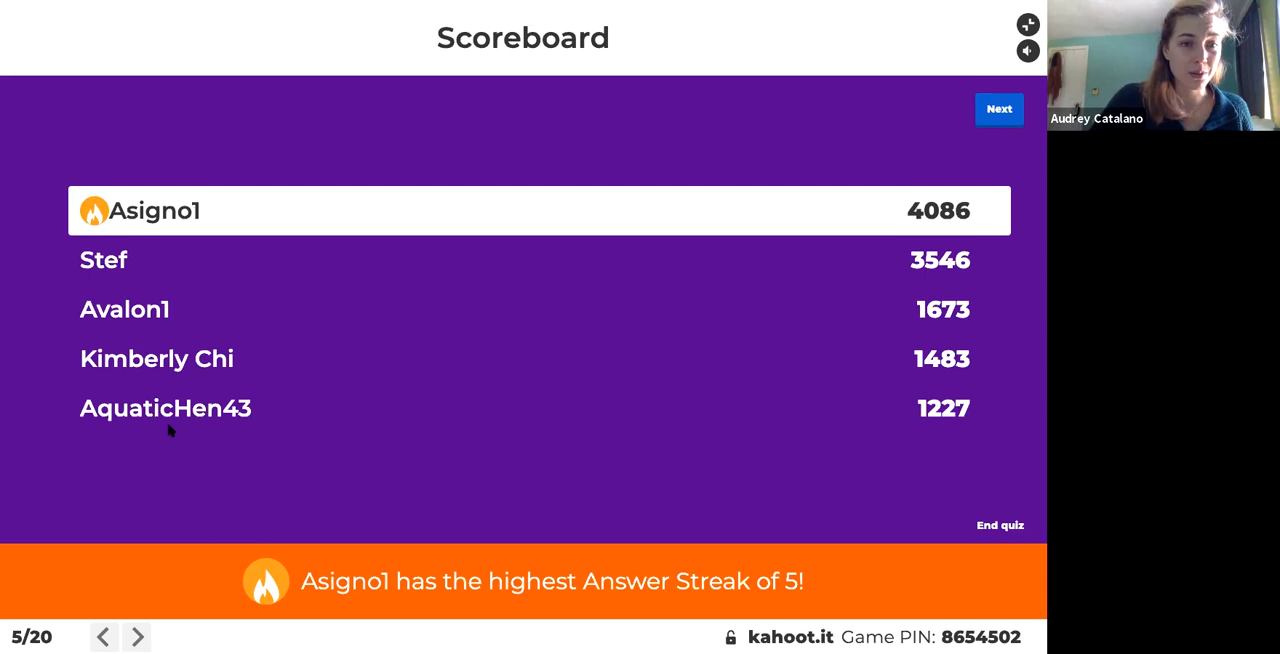 Scoreboard
Next
Audrey Catalano
Asigno1 4086
Stef 3546
Avalon1 1673
Kimberly Chi 1483
AquaticHen43 1227
End quiz
Asigno1 has the highest Answer Streak of 5!
5/20
kahoot.it Game PIN: 8654502